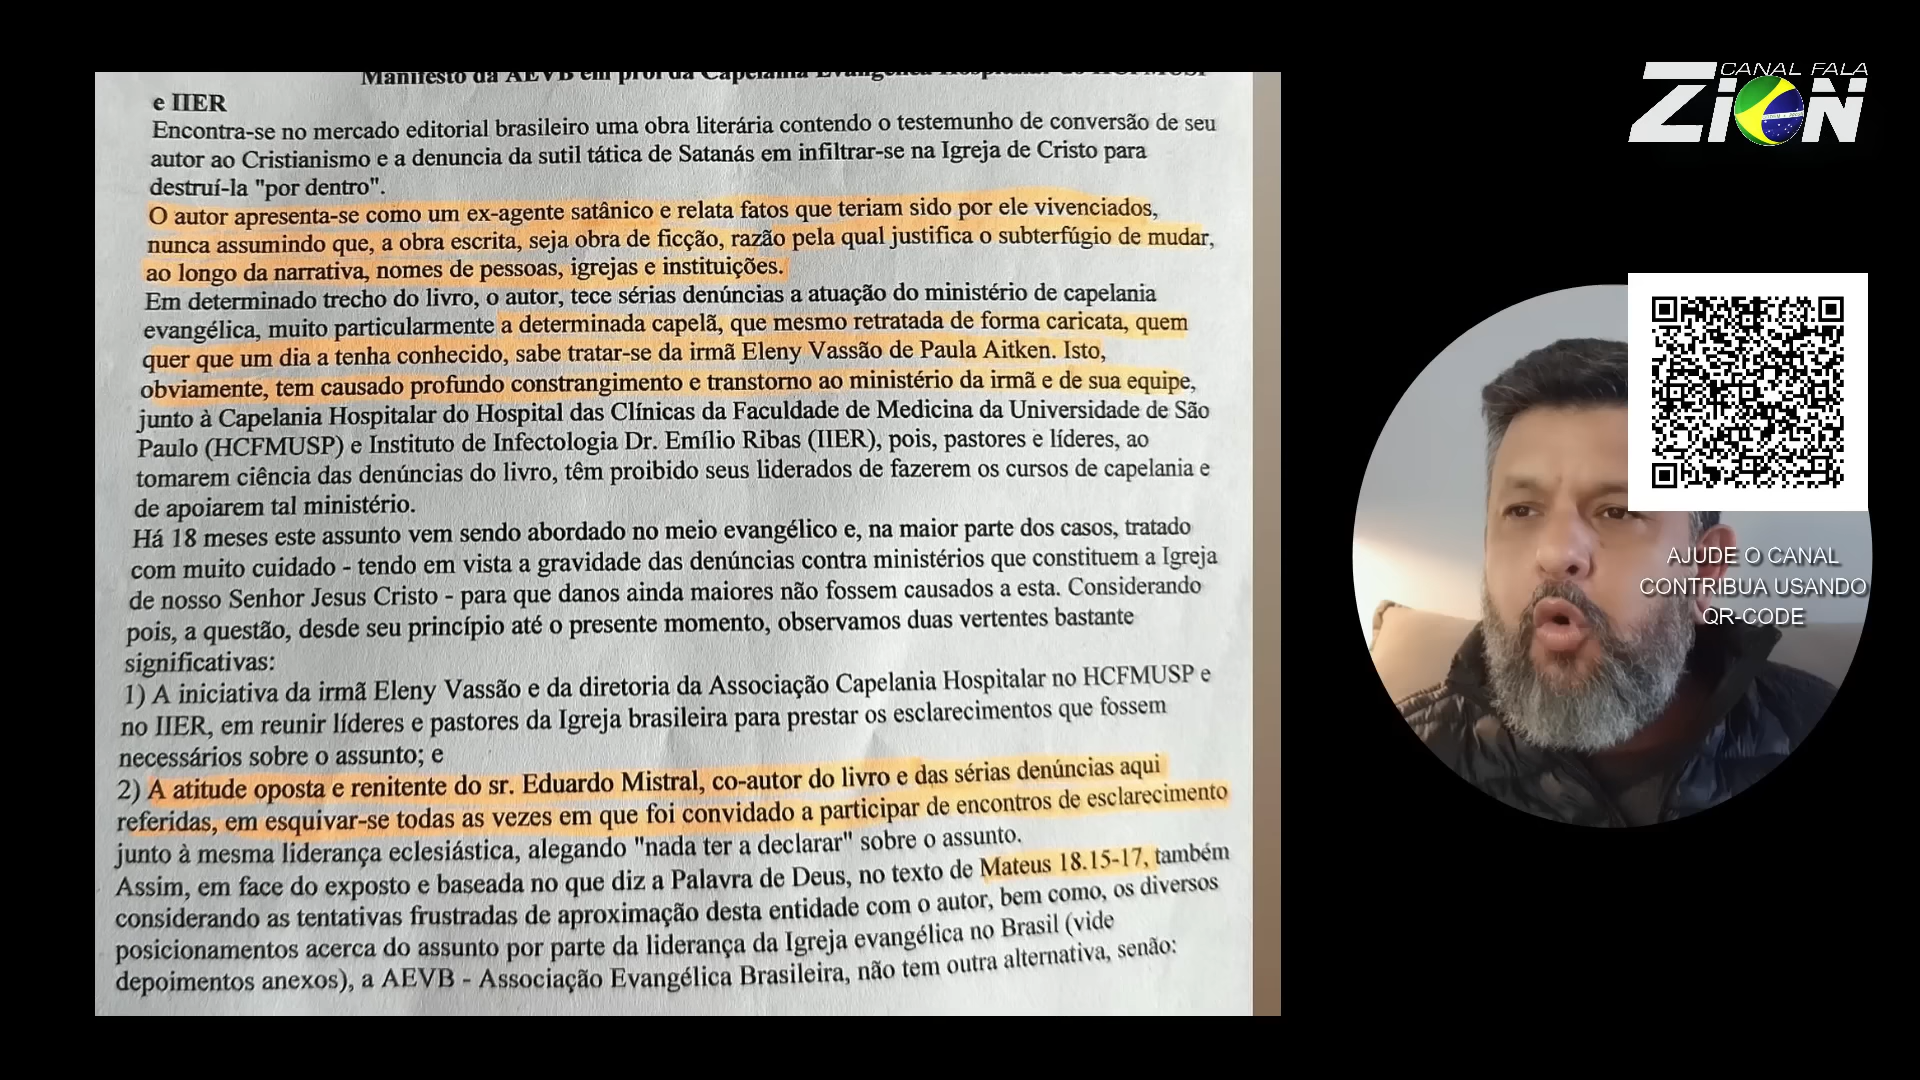 Manifesto da AEVB em prol da Capelania Evangélica Hospitalar do HCFMUSP
e IIER
Encontra-se no mercado editorial brasileiro uma obra literária contendo o testemunho de conversão de seu
autor ao Cristianismo e a denuncia da sutil tática de Satanás em infiltrar-se na Igreja de Cristo para
destruí-la "por dentro".
O autor apresenta-se como um ex-agente satânico e relata fatos que teriam sido por ele vivenciados,
nunca assumindo que, a obra escrita, seja obra de ficção, razão pela qual justifica o subterfúgio de mudar,
ao longo da narrativa, nomes de pessoas, igrejas e instituições.
Em determinado trecho do livro, o autor, tece sérias denúncias a atuação do ministério de capelania
evangélica, muito particularmente a determinada capelã, que mesmo retratada de forma caricata, quem
quer que um dia a tenha conhecido, sabe tratar-se da irmã Eleny Vassão de Paula Aitken. Isto,
obviamente, tem causado profundo constrangimento e transtorno ao ministério da irmã e de sua equipe,
junto à Capelania Hospitalar do Hospital das Clínicas da Faculdade de Medicina da Universidade de São
Paulo (HCFMUSP) e Instituto de Infectologia Dr. Emílio Ribas (IIER), pois, pastores e líderes, ao
tomarem ciência das denúncias do livro, têm proibido seus liderados de fazerem os cursos de capelania e
de apoiarem tal ministério.
Há 18 meses este assunto vem sendo abordado no meio evangélico e, na maior parte dos casos, tratado
com muito cuidado - tendo em vista a gravidade das denúncias contra ministérios que constituem a Igreja
de nosso Senhor Jesus Cristo - para que danos ainda maiores não fossem causados a esta. Considerando
pois, a questão, desde seu princípio até o presente momento, observamos duas vertentes bastante
significativas:
1) A iniciativa da irmã Eleny Vassão e da diretoria da Associação Capelania Hospitalar no HCFMUSP e
no IIER, em reunir líderes e pastores da Igreja brasileira para prestar os esclarecimentos que fossem
necessários sobre o assunto; e
2) A atitude oposta e renitente do sr. Eduardo Mistral, co-autor do livro e das sérias denúncias aqui
referidas, em esquivar-se todas as vezes em que foi convidado a participar de encontros de esclarecimento
junto à mesma liderança eclesiástica, alegando "nada ter a declarar" sobre o assunto.
Assim, em face do exposto e baseada no que diz a Palavra de Deus, no texto de Mateus 18.15-17, também
considerando as tentativas frustradas de aproximação desta entidade com o autor, bem como, os diversos
posicionamentos acerca do assunto por parte da liderança da Igreja evangélica no Brasil (vide
depoimentos anexos), a AEVB - Associação Evangélica Brasileira, não tem outra alternativa, senão:
CANAL FALA
ZION
AJUDE O CANAL
CONTRIBUA USANDO
QR-CODE